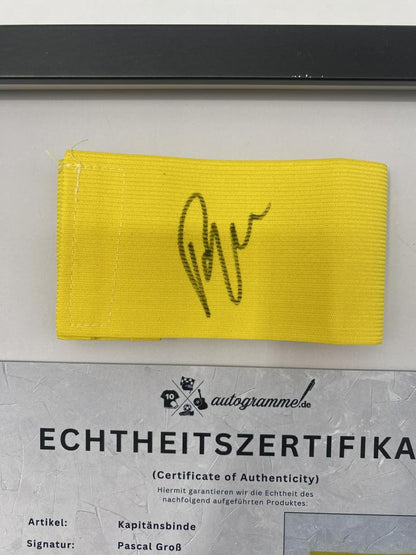 10
autogramme.de
ECHTHEITSZERTIFIKA
(Certificate of Authenticity)
Hiermit garantieren wir die Echtheit des
nachfolgend aufgeführten Produktes:
Artikel: Kapitänsbinde
Signatur: Pascal Groß